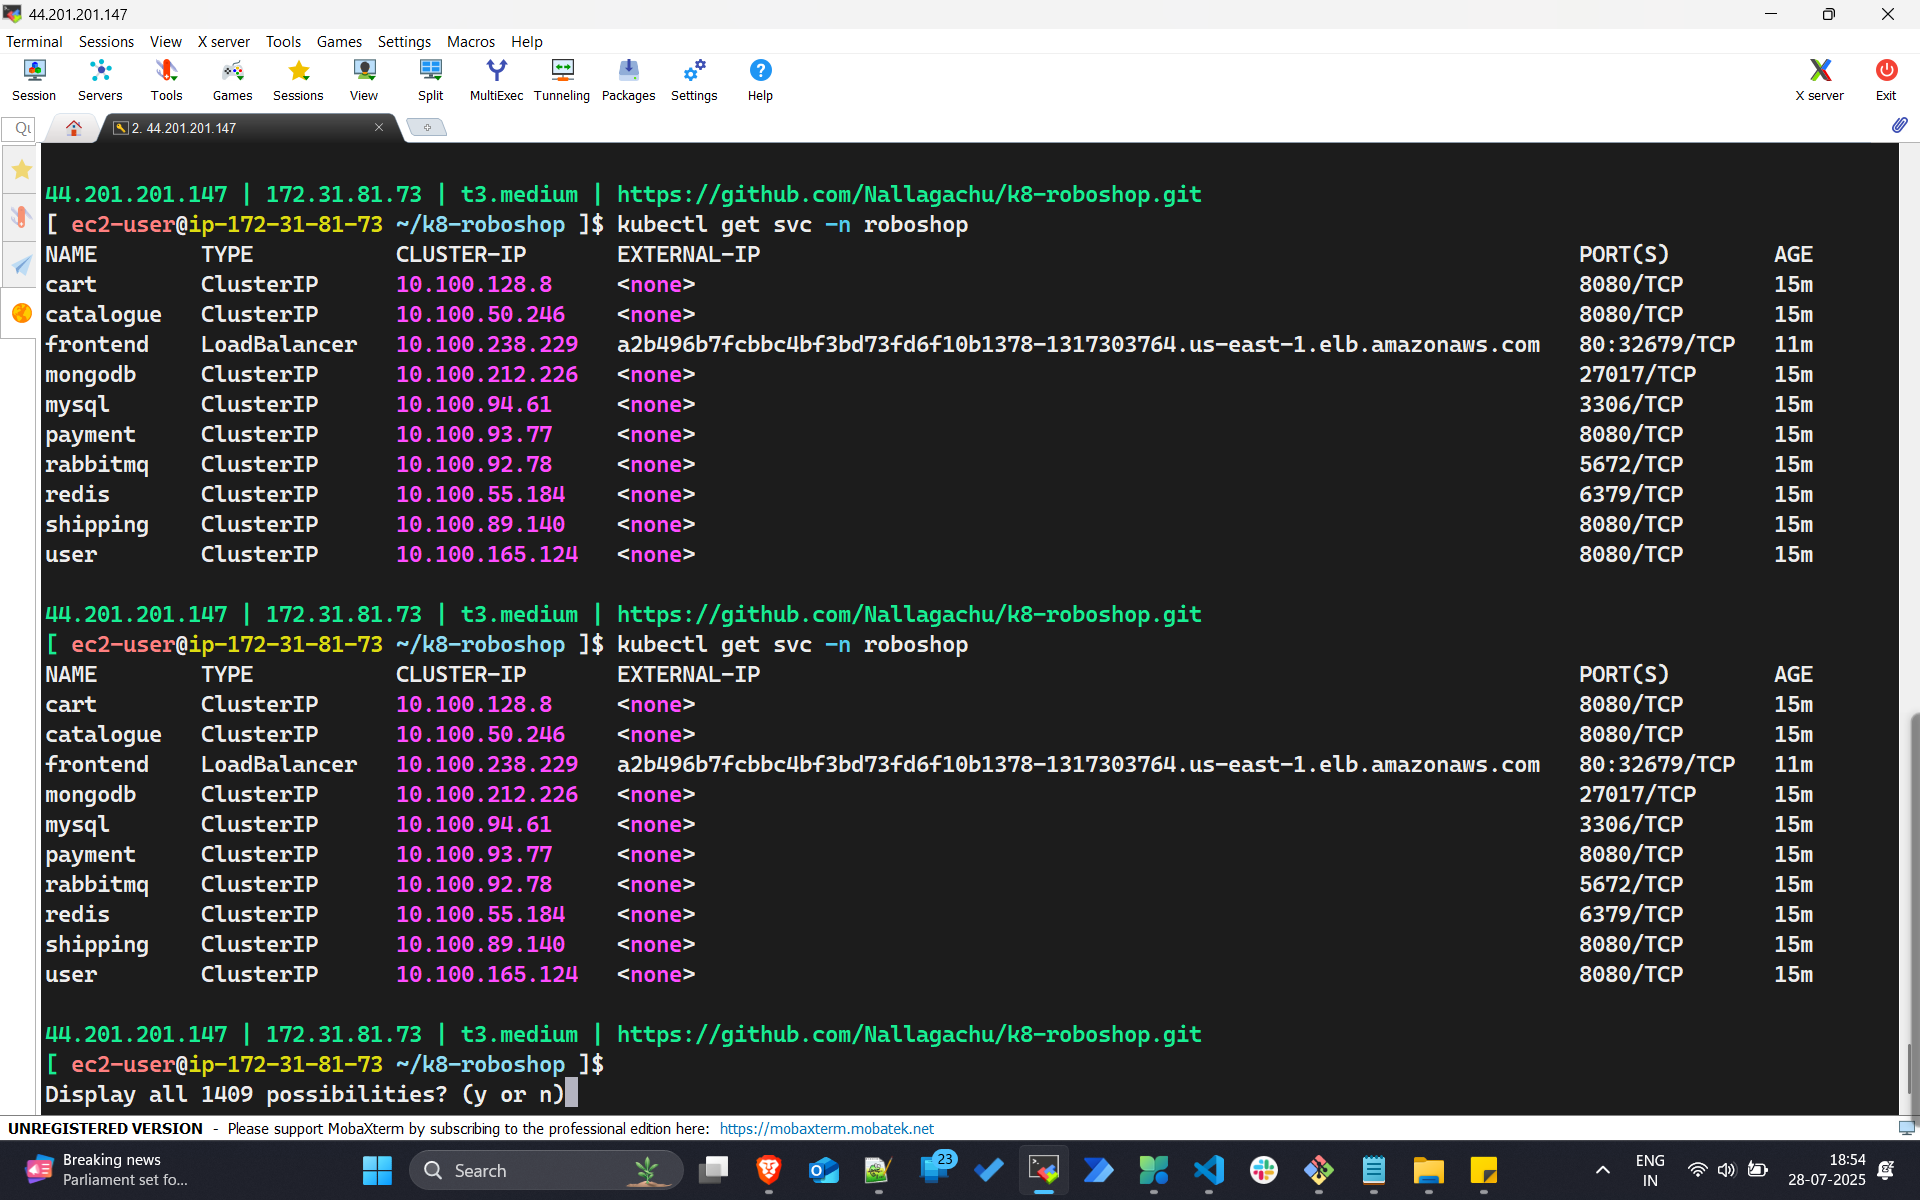 44.201.201.147
Terminal Sessions View X server Tools Games Settings Macros Help
Session Servers Tools Games Sessions View Split MultiExec Tunneling Packages Settings Help X server Exit
2. 44.201.201.147
44.201.201.147 | 172.31.81.73 | t3.medium | https://github.com/Nallagachu/k8-roboshop.git
[ ec2-user@ip-172-31-81-73 ~/k8-roboshop ]$ kubectl get svc -n roboshop
NAME TYPE CLUSTER-IP EXTERNAL-IP PORT(S) AGE
cart ClusterIP 10.100.128.8 <none> 8080/TCP 15m
catalogue ClusterIP 10.100.50.246 <none> 8080/TCP 15m
frontend LoadBalancer 10.100.238.229 a2b496b7fcbbc4bf3bd73fd6f10b1378-1317303764.us-east-1.elb.amazonaws.com 80:32679/TCP 11m
mongodb ClusterIP 10.100.212.226 <none> 27017/TCP 15m
mysql ClusterIP 10.100.94.61 <none> 3306/TCP 15m
payment ClusterIP 10.100.93.77 <none> 8080/TCP 15m
rabbitmq ClusterIP 10.100.92.78 <none> 5672/TCP 15m
redis ClusterIP 10.100.55.184 <none> 6379/TCP 15m
shipping ClusterIP 10.100.89.140 <none> 8080/TCP 15m
user ClusterIP 10.100.165.124 <none> 8080/TCP 15m
44.201.201.147 | 172.31.81.73 | t3.medium | https://github.com/Nallagachu/k8-roboshop.git
[ ec2-user@ip-172-31-81-73 ~/k8-roboshop ]$ kubectl get svc -n roboshop
NAME TYPE CLUSTER-IP EXTERNAL-IP PORT(S) AGE
cart ClusterIP 10.100.128.8 <none> 8080/TCP 15m
catalogue ClusterIP 10.100.50.246 <none> 8080/TCP 15m
frontend LoadBalancer 10.100.238.229 a2b496b7fcbbc4bf3bd73fd6f10b1378-1317303764.us-east-1.elb.amazonaws.com 80:32679/TCP 11m
mongodb ClusterIP 10.100.212.226 <none> 27017/TCP 15m
mysql ClusterIP 10.100.94.61 <none> 3306/TCP 15m
payment ClusterIP 10.100.93.77 <none> 8080/TCP 15m
rabbitmq ClusterIP 10.100.92.78 <none> 5672/TCP 15m
redis ClusterIP 10.100.55.184 <none> 6379/TCP 15m
shipping ClusterIP 10.100.89.140 <none> 8080/TCP 15m
user ClusterIP 10.100.165.124 <none> 8080/TCP 15m
44.201.201.147 | 172.31.81.73 | t3.medium | https://github.com/Nallagachu/k8-roboshop.git
[ ec2-user@ip-172-31-81-73 ~/k8-roboshop ]$
Display all 1409 possibilities? (y or n)
UNREGISTERED VERSION - Please support MobaXterm by subscribing to the professional edition here: https://mobaxterm.mobatek.net
Breaking news
Parliament set fo...
Search
23
ENG
IN
18:54
28-07-2025